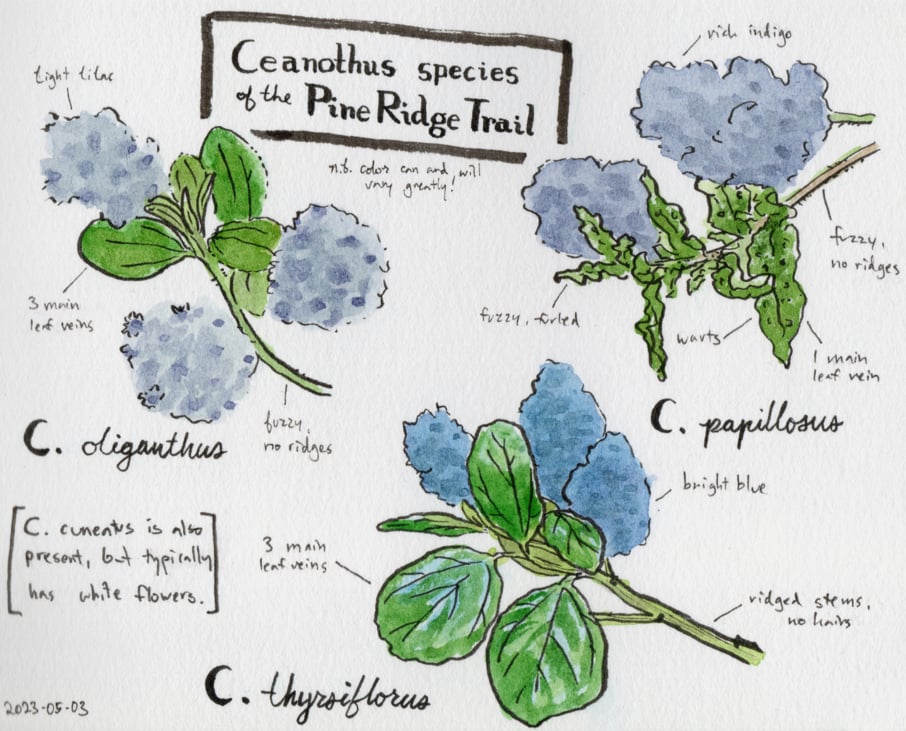 Ceanothus species
of the Pine Ridge Trail
n.b. color can and will
vary greatly!
light lilac
3 main
leaf veins
fuzzy,
no ridges
C. oliganthus
rich indigo
fuzzy,
no ridges
fuzzy, furled
warts
1 main
leaf vein
C. papillosus
bright blue
3 main
leaf veins
ridged stems,
no hairs
C. thyrsiflorus
[C. cuneatus is also
present, but typically
has white flowers.]
2023-05-03